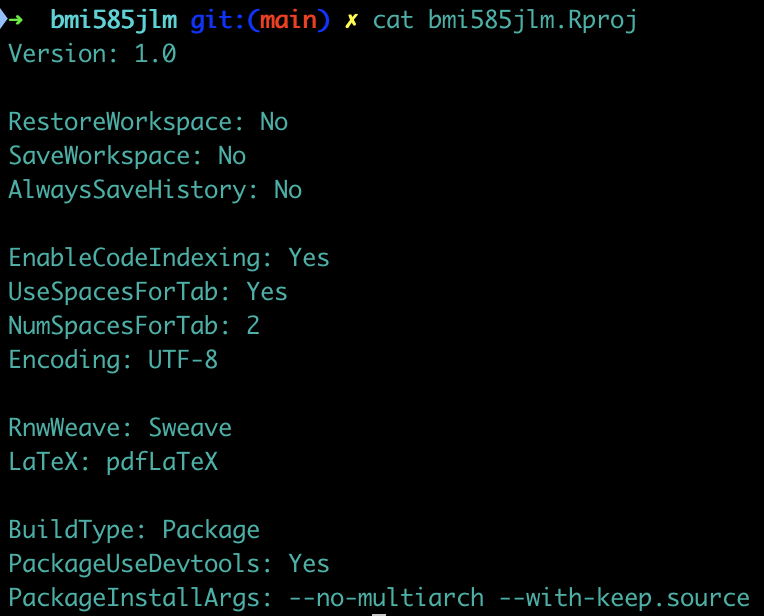 ➜ bmi585jlm git:(main) ✗ cat bmi585jlm.Rproj
Version: 1.0
RestoreWorkspace: No
SaveWorkspace: No
AlwaysSaveHistory: No
EnableCodeIndexing: Yes
UseSpacesForTab: Yes
NumSpacesForTab: 2
Encoding: UTF-8
RnwWeave: Sweave
LaTeX: pdfLaTeX
BuildType: Package
PackageUseDevtools: Yes
PackageInstallArgs: --no-multiarch --with-keep.source